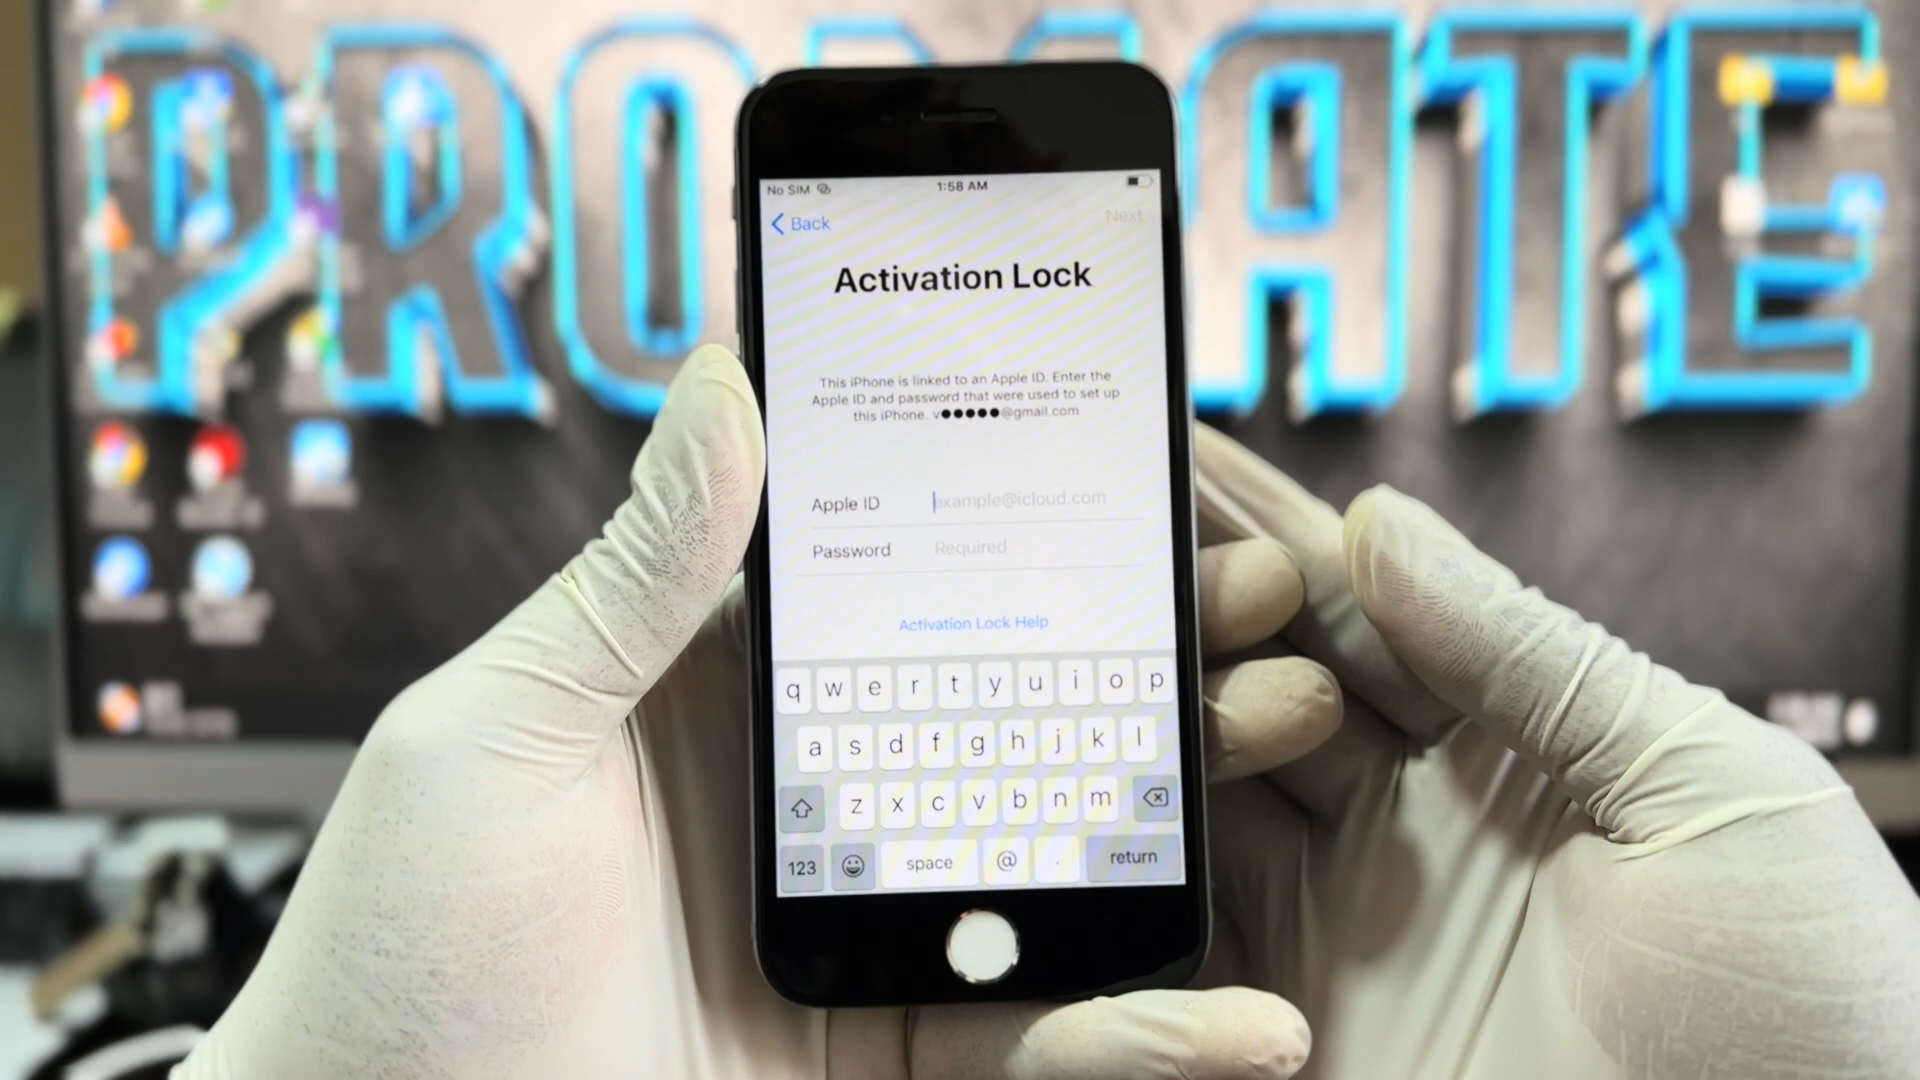 PROMATE
No SIM 1:58 AM
Back Next
Activation Lock
This iPhone is linked to an Apple ID. Enter the
Apple ID and password that were used to set up
this iPhone. v●●●●●@gmail.com
Apple ID example@icloud.com
Password Required
Activation Lock Help
q w e r t y u i o p
a s d f g h j k l
z x c v b n m
123 space @ . return